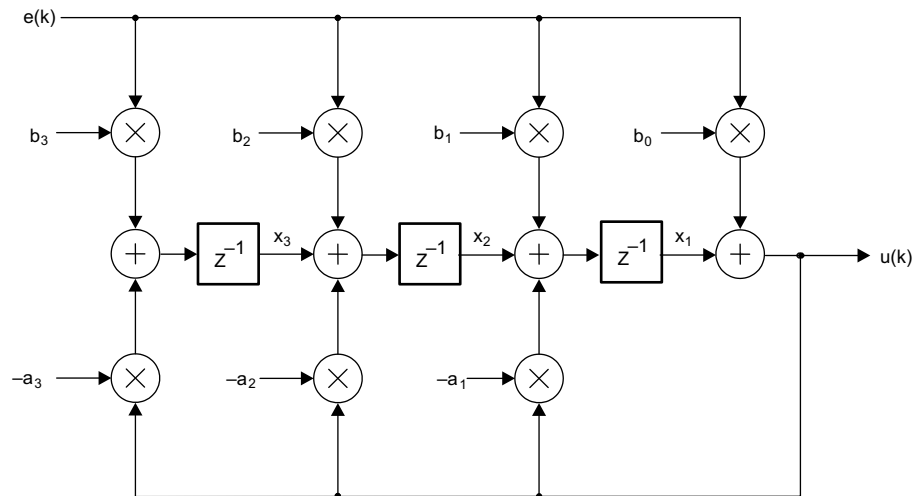 e(k)
b₃ b₂ b₁ b₀
× × × ×
+ z⁻¹ x₃ + z⁻¹ x₂ + z⁻¹ x₁ + u(k)
–a₃ –a₂ –a₁
× × ×